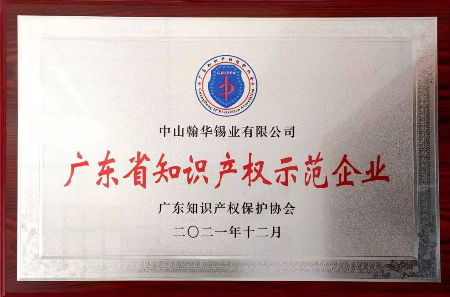 GDIPPA
中山翰华锡业有限公司
广东省知识产权示范企业
广东知识产权保护协会
二〇二一年十二月